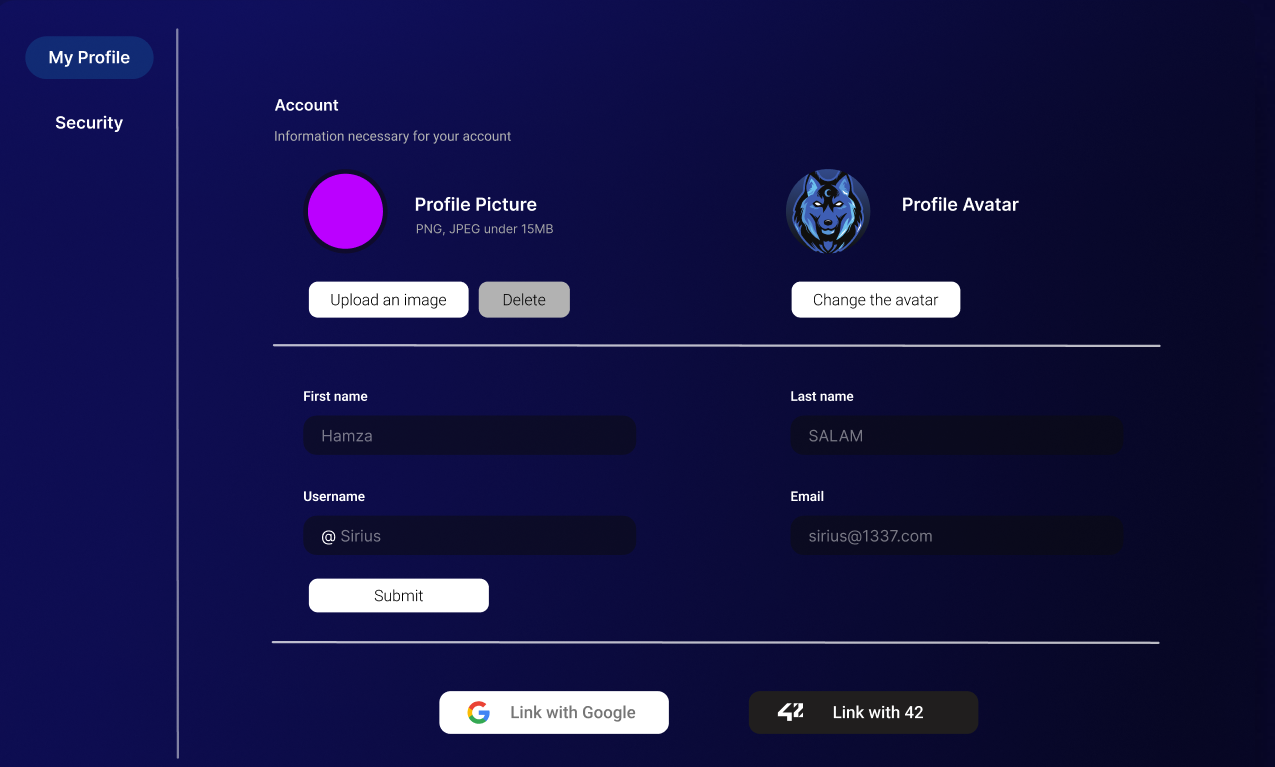 My Profile
Security
Account
Information necessary for your account
Profile Picture
PNG, JPEG under 15MB
Profile Avatar
Upload an image
Delete
Change the avatar
First name
Last name
Hamza
SALAM
Username
Email
@ Sirius
sirius@1337.com
Submit
Link with Google
42 Link with 42